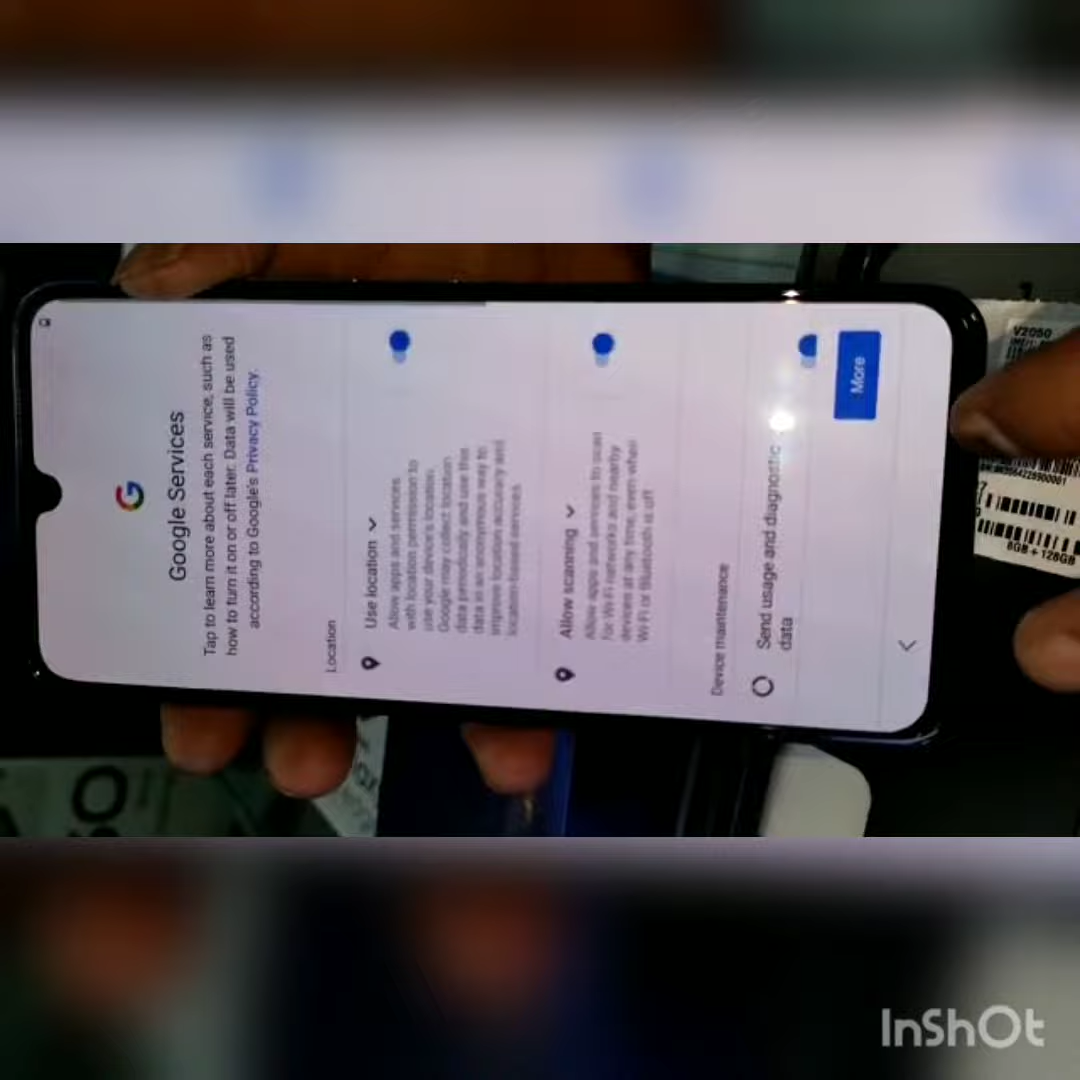 Google Services
Tap to learn more about each service, such as
how to turn it on or off later. Data will be used
according to Google's Privacy Policy.
Location
Use location
Allow apps and services
with location permission to
use your device's location.
Google may collect location
data periodically and use this
data in an anonymous way to
improve location accuracy and
location-based services.
Allow scanning
Allow apps and services to scan
for Wi-Fi networks and nearby
devices at any time, even when
Wi-Fi or Bluetooth is off.
Device maintenance
Send usage and diagnostic
data
More
V2050
8GB + 128GB
InShOt